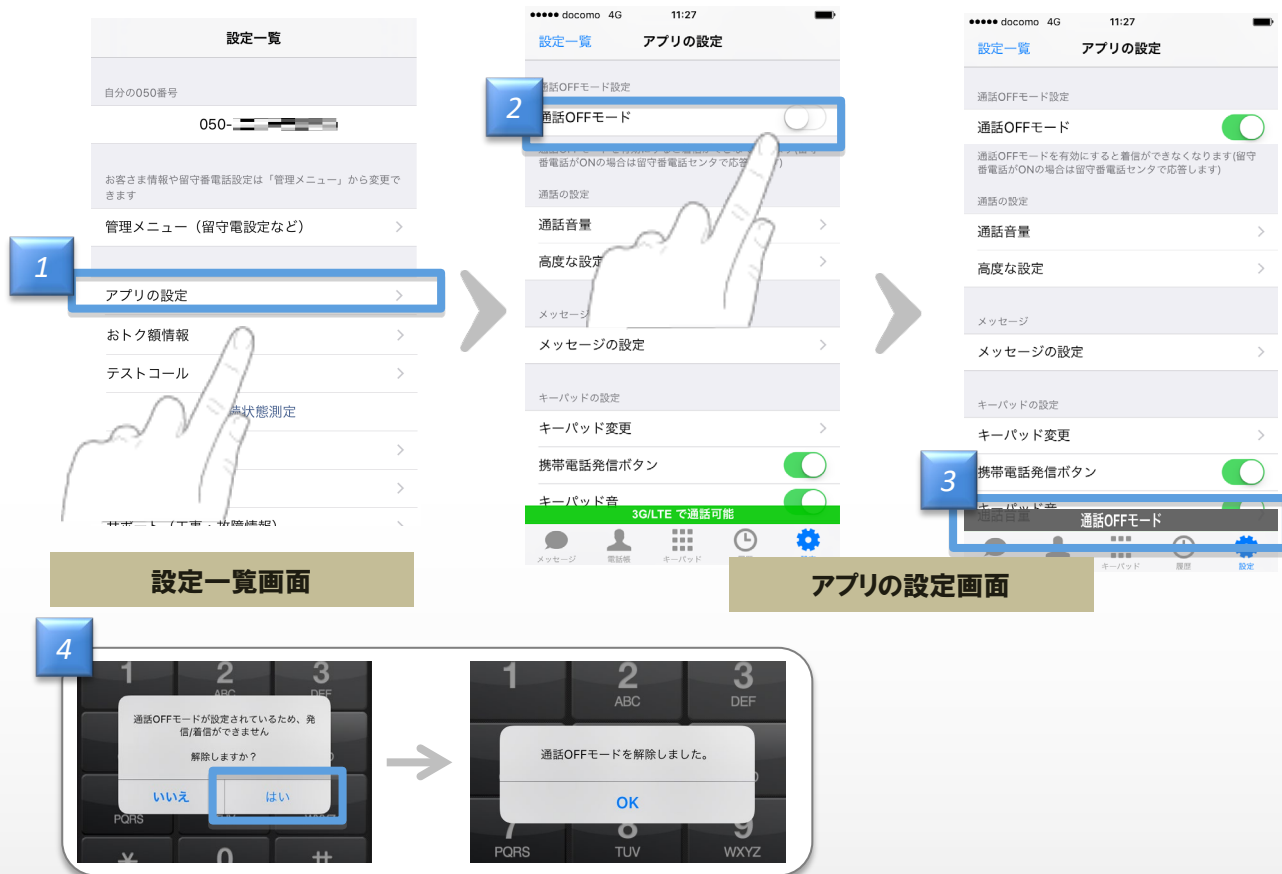 設定一覧
自分の050番号
050-
お客さま情報や留守番電話設定は「管理メニュー」から変更で
きます
管理メニュー（留守電設定など）
1
アプリの設定
おトク額情報
テストコール
状態測定
サポート（工事・故障情報）
設定一覧画面
docomo 4G 11:27
設定一覧 アプリの設定
通話OFFモード設定
2
通話OFFモード
番電話がONの場合は留守番電話センタで応答
通話の設定
通話音量
高度な設定
メッセージ
メッセージの設定
キーパッドの設定
キーパッド変更
携帯電話発信ボタン
キーパッド音
3G/LTE で通話可能
メッセージ 電話帳 キーパッド
docomo 4G 11:27
設定一覧 アプリの設定
通話OFFモード設定
通話OFFモード
通話OFFモードを有効にすると着信ができなくなります(留守
番電話がONの場合は留守番電話センタで応答します)
通話の設定
通話音量
高度な設定
メッセージ
メッセージの設定
キーパッドの設定
キーパッド変更
携帯電話発信ボタン
3
キーパッド音
通話音量
通話OFFモード
キーパッド 履歴 設定
アプリの設定画面
4
1 2 3
ABC DEF
通話OFFモードが設定されているため、発
信/着信ができません
解除しますか？
いいえ はい
PQRS
0 #
1 2 3
ABC DEF
通話OFFモードを解除しました。
OK
7 8 9
PQRS TUV WXYZ